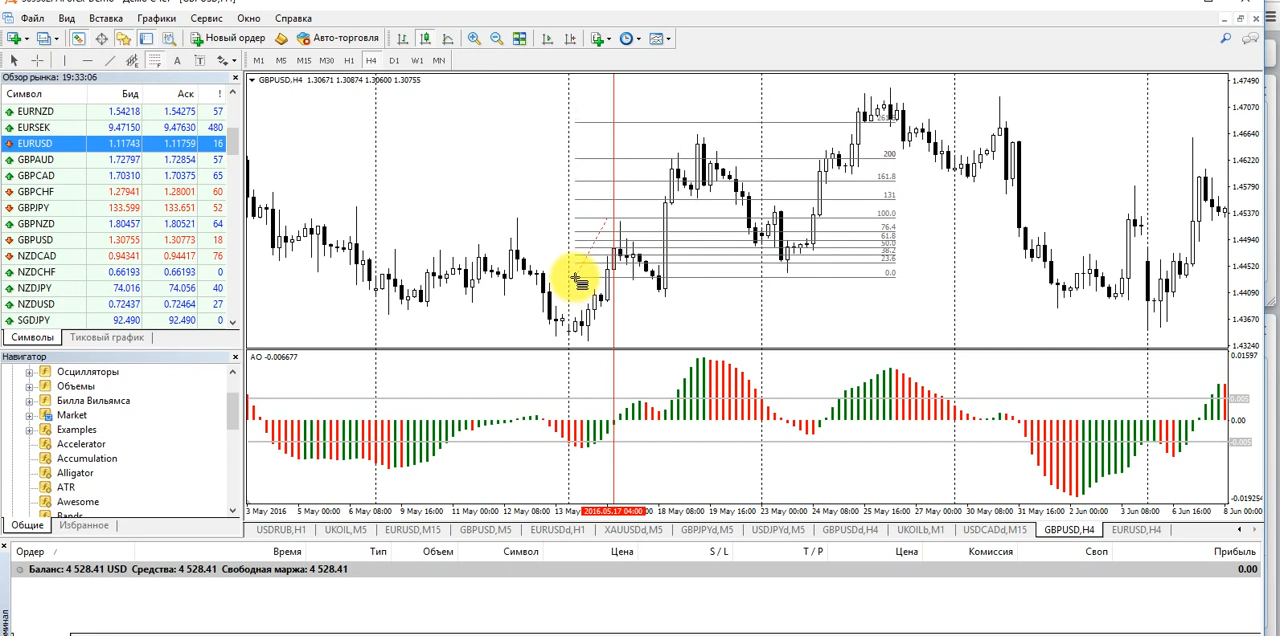 Файл Вид Вставка Графики Сервис Окно Справка
Новый ордер Авто-торговля
A T M1 M5 M15 M30 H1 H4 D1 W1 MN
Обзор рынка: 19:33:06
Символ Бид Аск !
EURNZD 1.54218 1.54275 57
EURSEK 9.47150 9.47630 480
EURUSD 1.11743 1.11759 16
GBPAUD 1.72797 1.72854 57
GBPCAD 1.70310 1.70375 65
GBPCHF 1.27941 1.28001 60
GBPJPY 133.599 133.651 52
GBPNZD 1.80457 1.80521 64
GBPUSD 1.30755 1.30773 18
NZDCAD 0.94341 0.94417 76
NZDCHF 0.66193 0.66193 0
NZDJPY 74.016 74.056 40
NZDUSD 0.72437 0.72464 27
SGDJPY 92.490 92.490 0
Символы Тиковый график
Навигатор
Осцилляторы
Объемы
Билла Вильямса
Market
Examples
Accelerator
Accumulation
Alligator
ATR
Awesome
Bands
Общие Избранное
GBPUSD,H4 1.30671 1.30874 1.30600 1.30755
200
161.8
131
100.0
76.4
61.8
50.0
38.2
23.6
0.0
1.47490
1.47070
1.46640
1.46220
1.45790
1.45370
1.44940
1.44520
1.44090
1.43670
1.43240
AO -0.006677
0.01597
0.005
0.00
-0.005
-0.01925
3 May 2016 5 May 00:00 6 May 08:00 9 May 16:00 11 May 00:00 12 May 08:00 13 May 2016.05.17 04:00 18 May 08:00 19 May 16:00 23 May 00:00 24 May 08:00 25 May 16:00 27 May 00:00 30 May 08:00 31 May 16:00 2 Jun 00:00 3 Jun 08:00 6 Jun 16:00 8 Jun 00:00
USDRUB,H1 UKOIL,M5 EURUSD,M15 GBPUSD,M5 EURUSDd,H1 XAUUSDd,M5 GBPJPYd,M5 USDJPYd,M5 GBPUSDd,H4 UKOILb,M1 USDCADd,M15 GBPUSD,H4 EURUSD,H4
Ордер Время Тип Объем Символ Цена S / L T / P Цена Комиссия Своп Прибыль
Баланс: 4 528.41 USD Средства: 4 528.41 Свободная маржа: 4 528.41 0.00